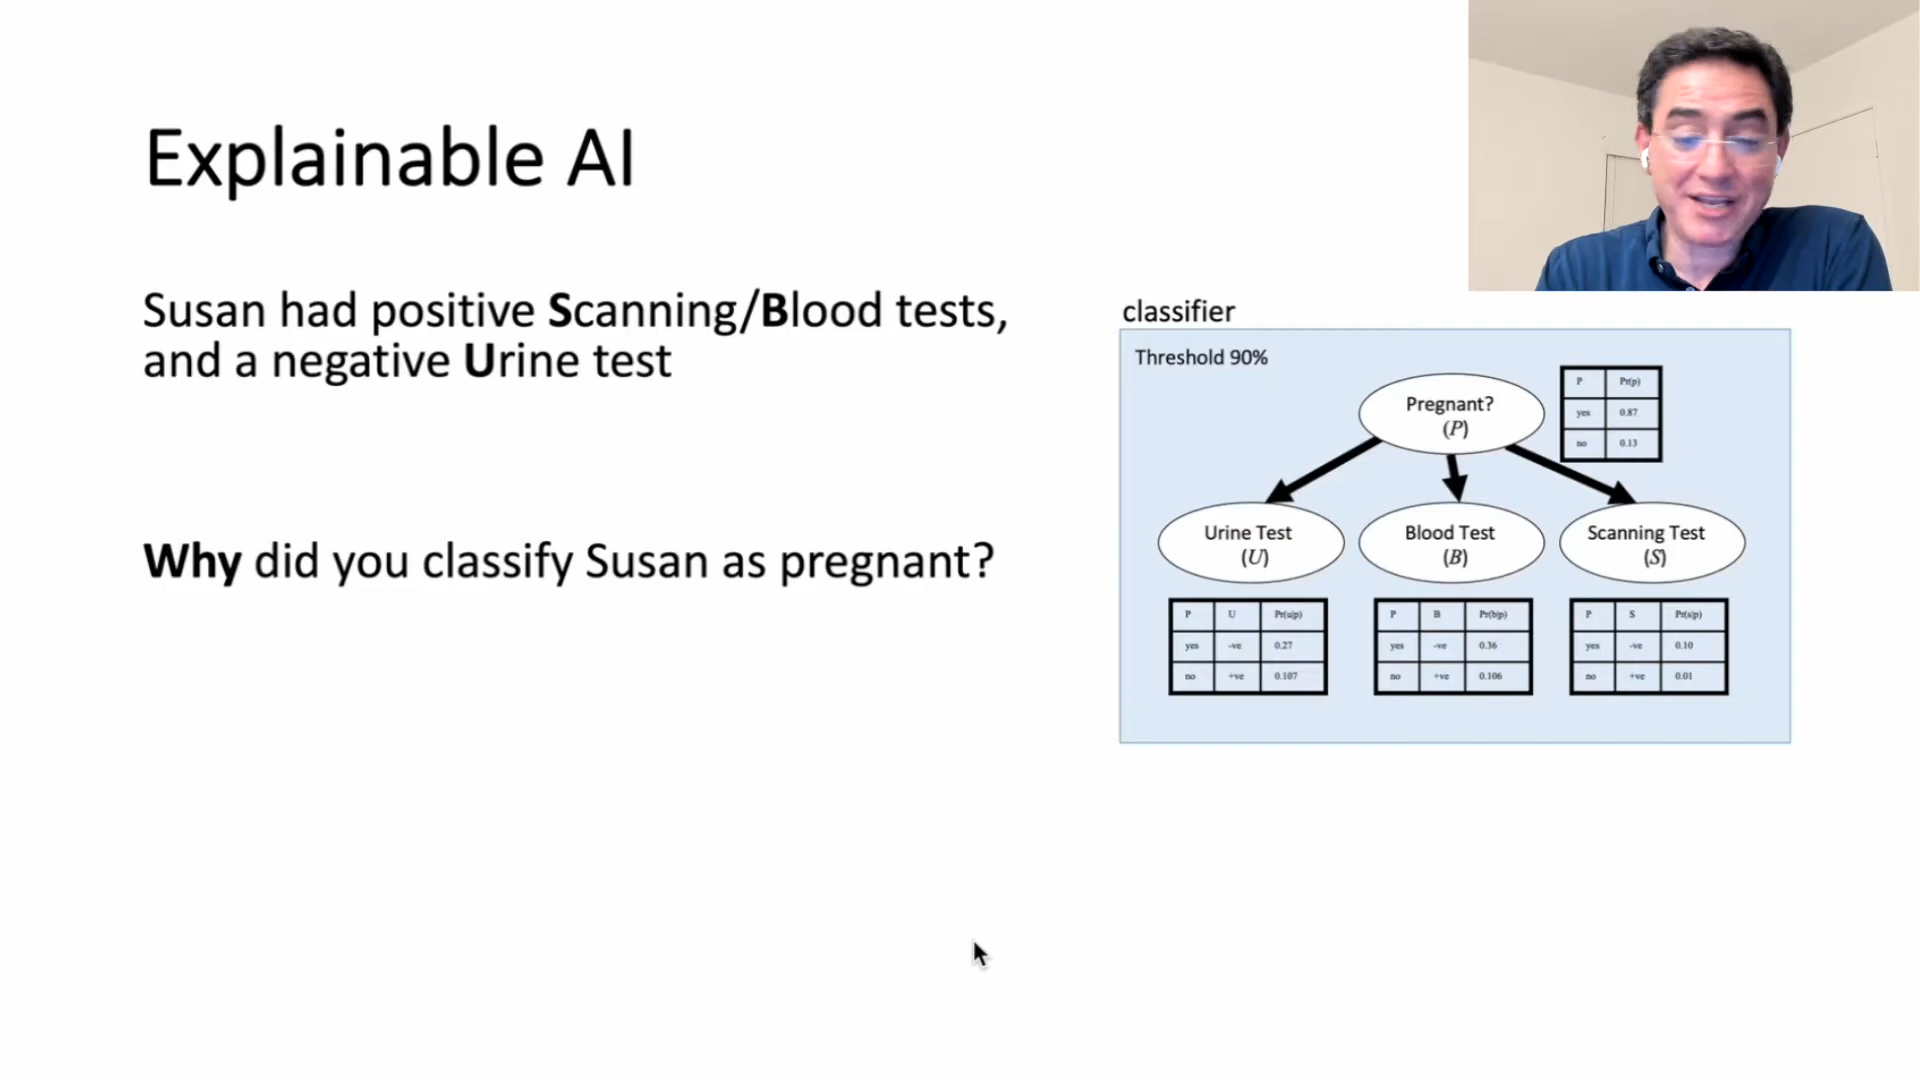 Explainable AI
Susan had positive Scanning/Blood tests,
and a negative Urine test
Why did you classify Susan as pregnant?
classifier
Threshold 90%
Pregnant?
(P)
P Pr(p)
yes 0.87
no 0.13
Urine Test
(U)
Blood Test
(B)
Scanning Test
(S)
P U Pr(u|p)
yes -ve 0.27
no +ve 0.107
P B Pr(b|p)
yes -ve 0.36
no +ve 0.106
P S Pr(s|p)
yes -ve 0.10
no +ve 0.01